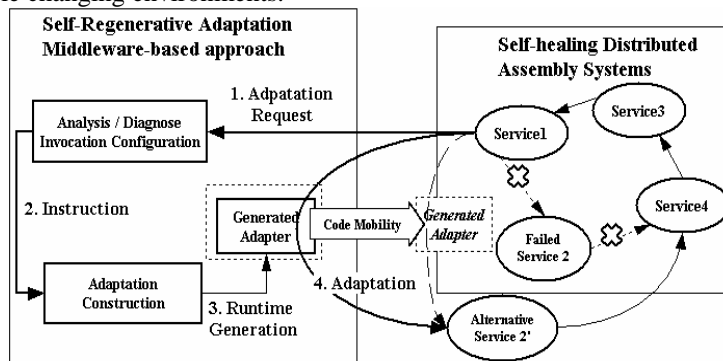 Self-Regenerative Adaptation
Middleware-based approach
Self-healing Distributed
Assembly Systems
1. Adpatation
Request
Analysis / Diagnose
Invocation Configuration
Service1
Service3
2. Instruction
Generated
Adapter
Code Mobility
Generated
Adapter
Service4
Failed
Service 2
Adaptation
Construction
3. Runtime
Generation
4. Adaptation
Alternative
Service 2'